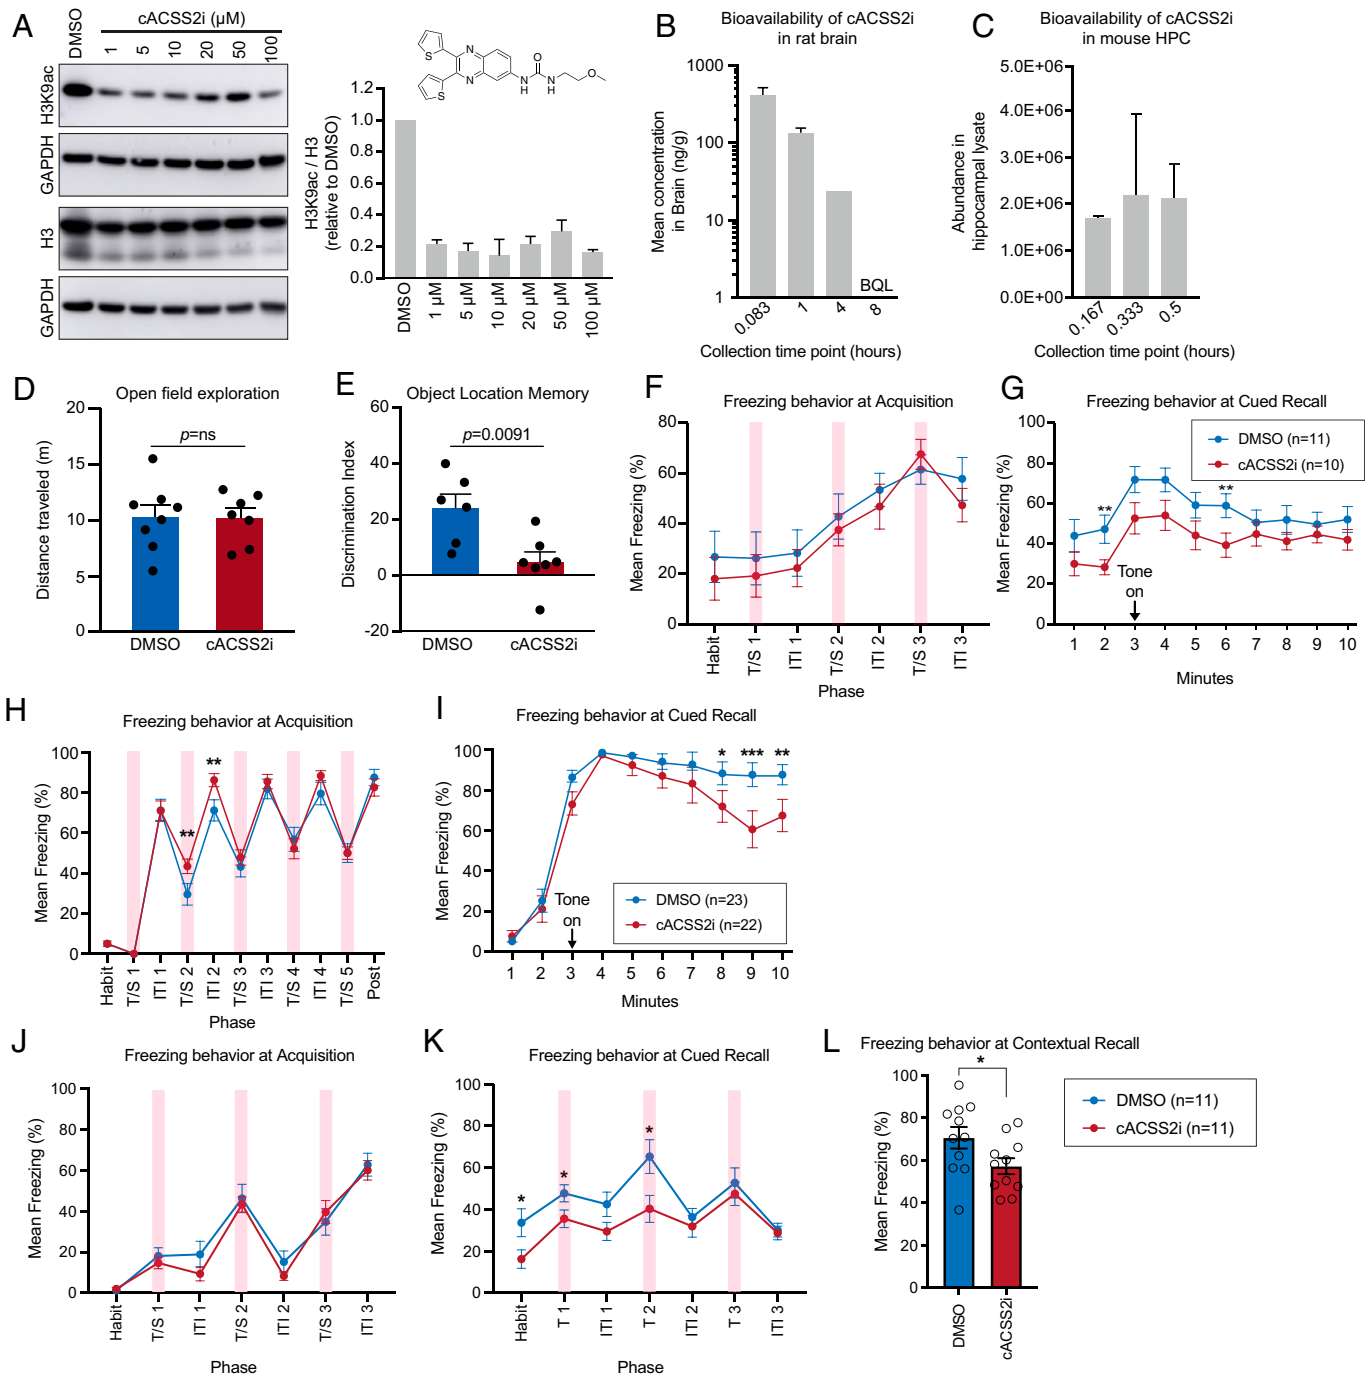 A
DMSO
cACSS2i (µM)
1 5 10 20 50 100
H3K9ac
GAPDH
H3
GAPDH
N
N
S
S
O
N
H
N
H
O
H3K9ac / H3
(relative to DMSO)
1.2
1.0
0.8
0.6
0.4
0.2
0.0
DMSO
1 µM
5 µM
10 µM
20 µM
50 µM
100 µM
B
Bioavailability of cACSS2i
in rat brain
Mean concentration
in Brain (ng/g)
1000
100
10
1
BQL
0.083 1 4 8
Collection time point (hours)
C
Bioavailability of cACSS2i
in mouse HPC
Abundance in
hippocampal lysate
5.0E+06
4.0E+06
3.0E+06
2.0E+06
1.0E+06
0.0E+00
0.167 0.333 0.5
Collection time point (hours)
D
Open field exploration
Distance traveled (m)
20
15
10
5
0
p=ns
DMSO cACSS2i
E
Object Location Memory
Discrimination Index
60
40
20
0
-20
p=0.0091
DMSO cACSS2i
F
Freezing behavior at Acquisition
Mean Freezing (%)
80
60
40
20
0
Habit
T/S 1
ITI 1
T/S 2
ITI 2
T/S 3
ITI 3
Phase
G
Freezing behavior at Cued Recall
Mean Freezing (%)
100
80
60
40
20
0
DMSO (n=11)
cACSS2i (n=10)
**
**
Tone
on
1 2 3 4 5 6 7 8 9 10
Minutes
H
Freezing behavior at Acquisition
Mean Freezing (%)
100
80
60
40
20
0
**
**
Habit
T/S 1
ITI 1
T/S 2
ITI 2
T/S 3
ITI 3
T/S 4
ITI 4
T/S 5
Post
Phase
I
Freezing behavior at Cued Recall
Mean Freezing (%)
100
80
60
40
20
0
* *** **
Tone
on
DMSO (n=23)
cACSS2i (n=22)
1 2 3 4 5 6 7 8 9 10
Minutes
J
Freezing behavior at Acquisition
Mean Freezing (%)
100
80
60
40
20
0
Habit
T/S 1
ITI 1
T/S 2
ITI 2
T/S 3
ITI 3
Phase
K
Freezing behavior at Cued Recall
Mean Freezing (%)
100
80
60
40
20
0
*
*
*
Habit
T 1
ITI 1
T 2
ITI 2
T 3
ITI 3
Phase
L
Freezing behavior at Contextual Recall
Mean Freezing (%)
100
80
60
40
20
0
*
DMSO
cACSS2i
DMSO (n=11)
cACSS2i (n=11)